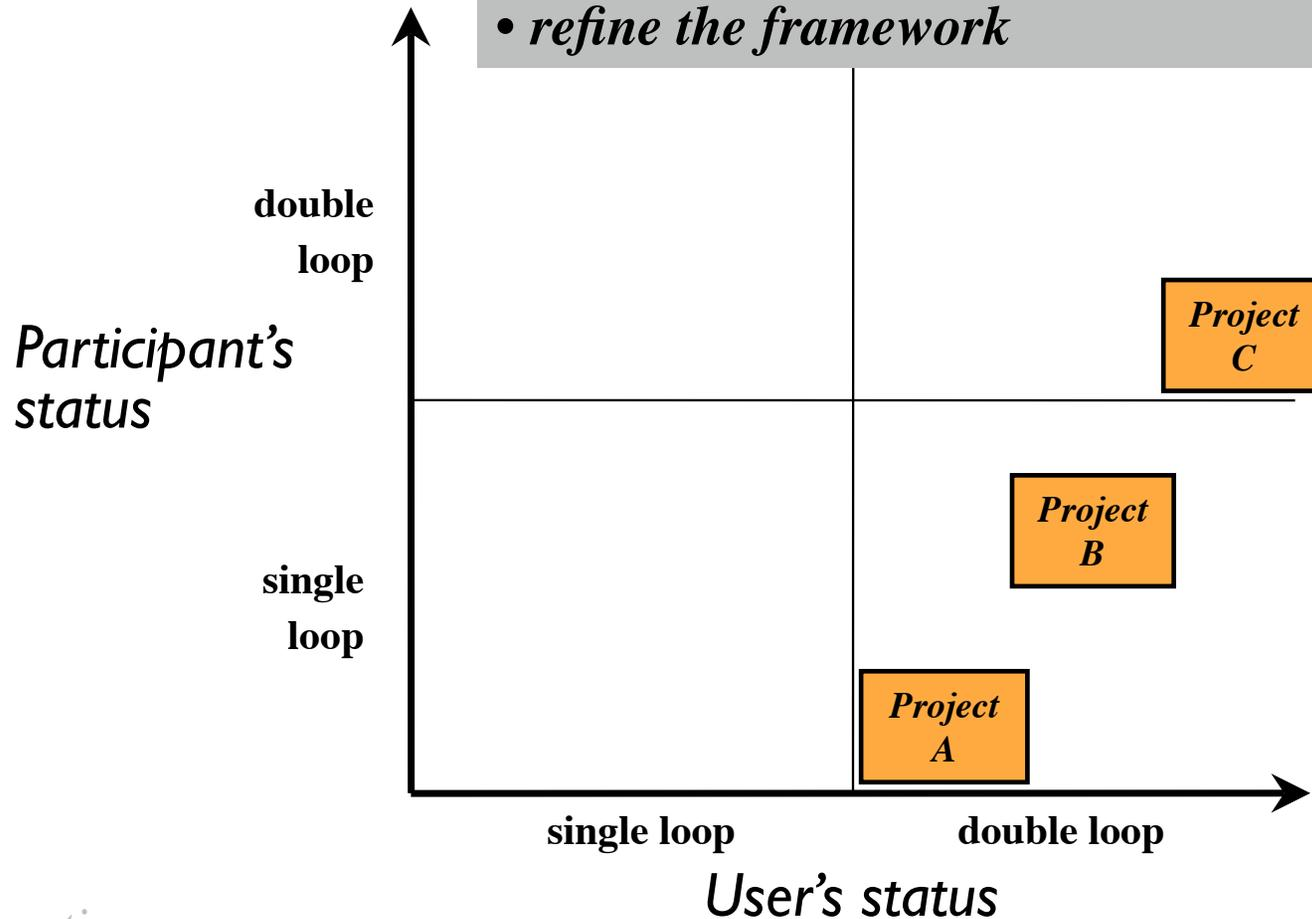 • refine the framework
double
loop
Participant’s
status
Project
C
Project
B
single
loop
Project
A
single loop
double loop
User’s status